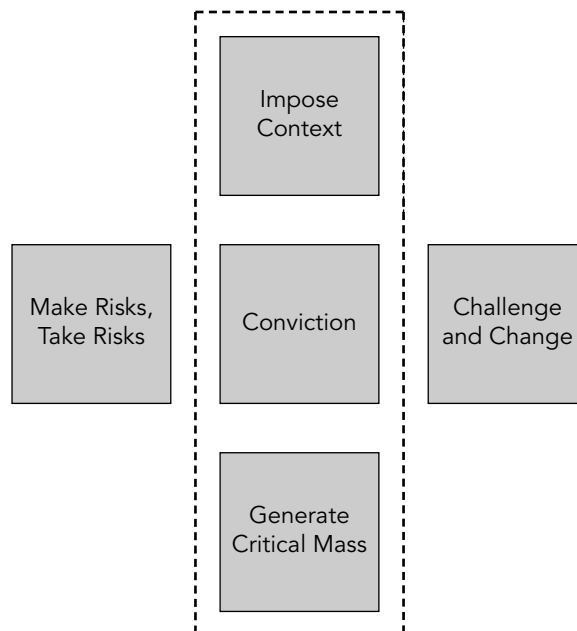 Impose
Context
Make Risks,
Take Risks
Conviction
Challenge
and Change
Generate
Critical Mass